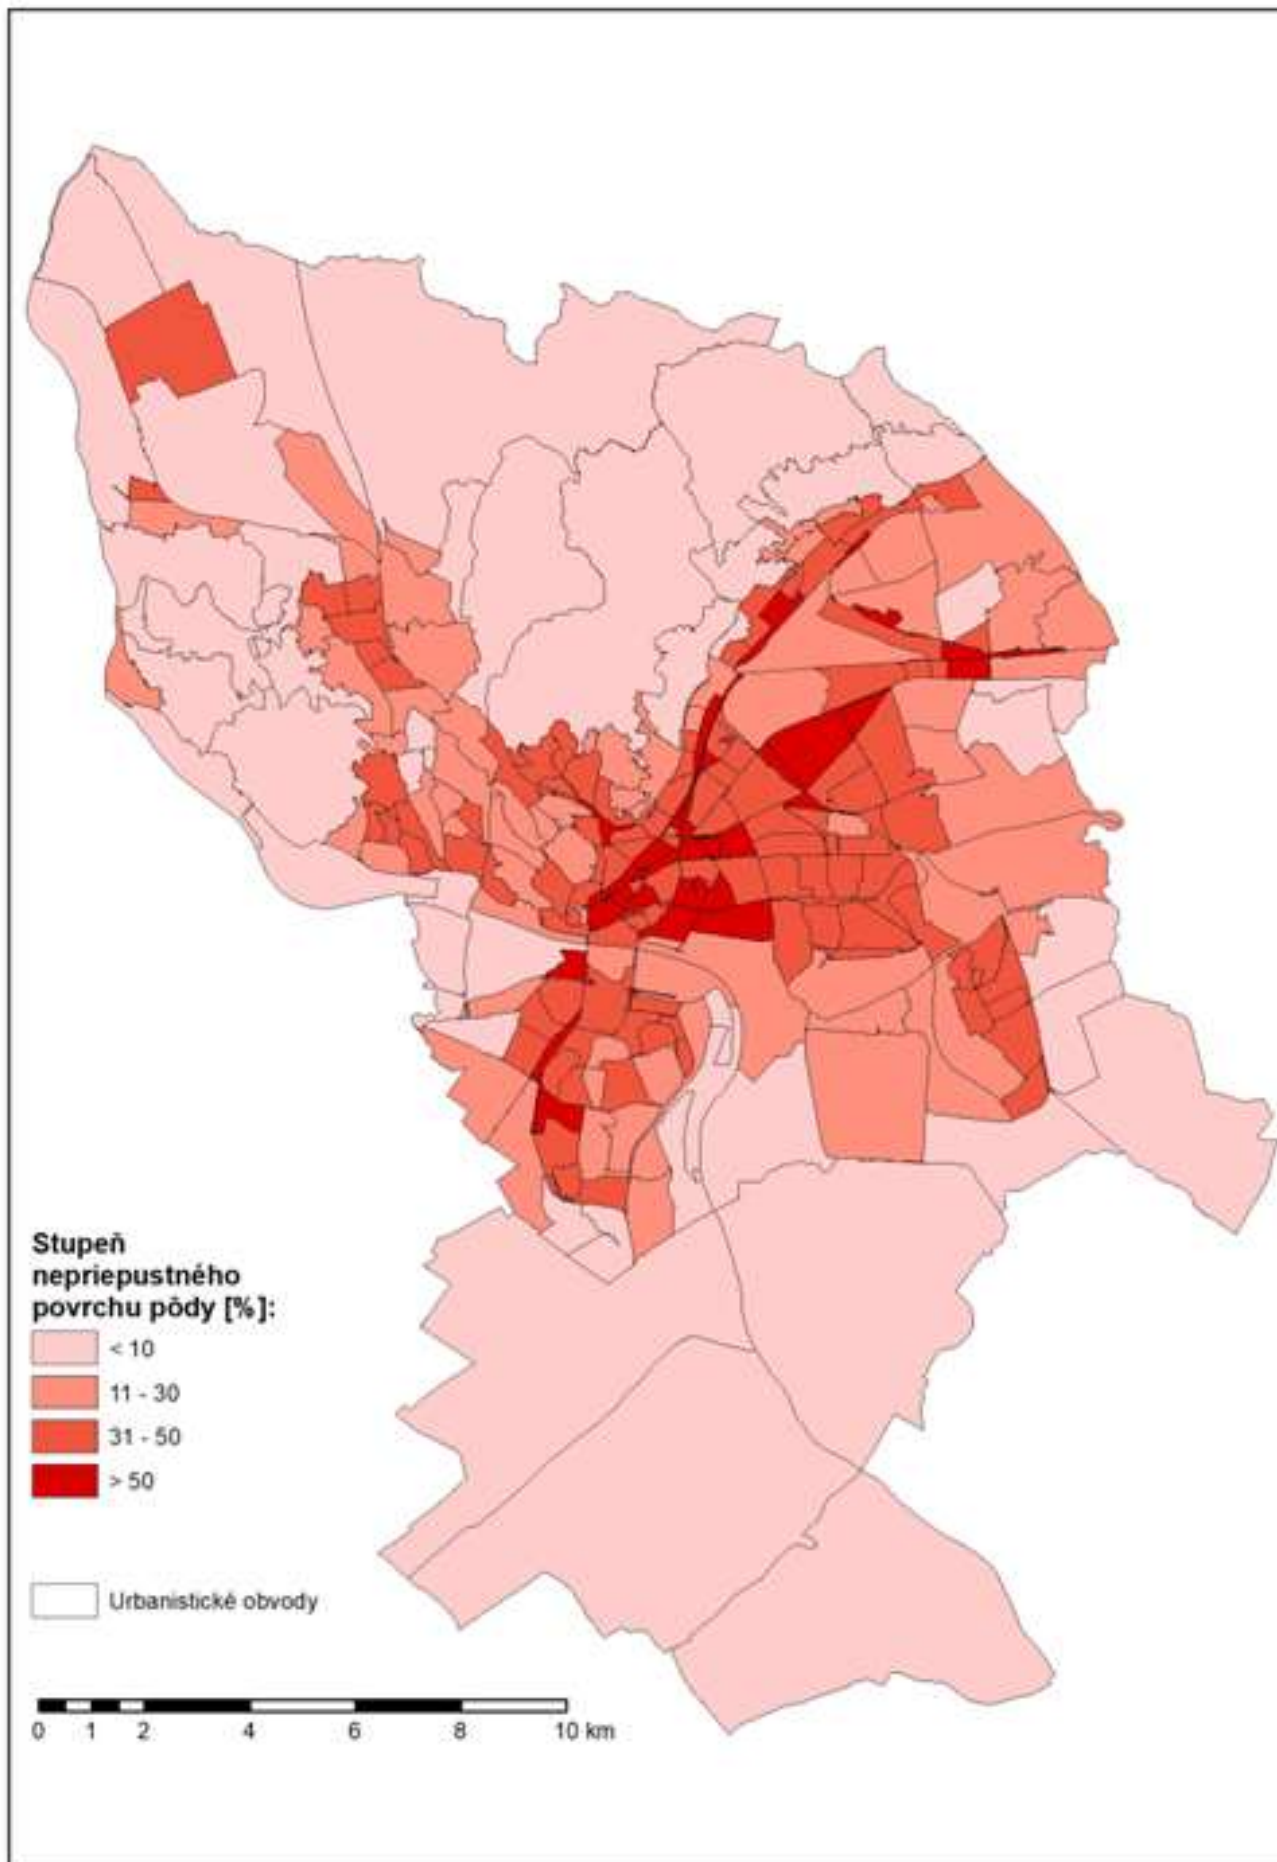 Stupeň
nepriepustného
povrchu pôdy [%]:
< 10
11 - 30
31 - 50
> 50
Urbanistické obvody
0 1 2 4 6 8 10 km